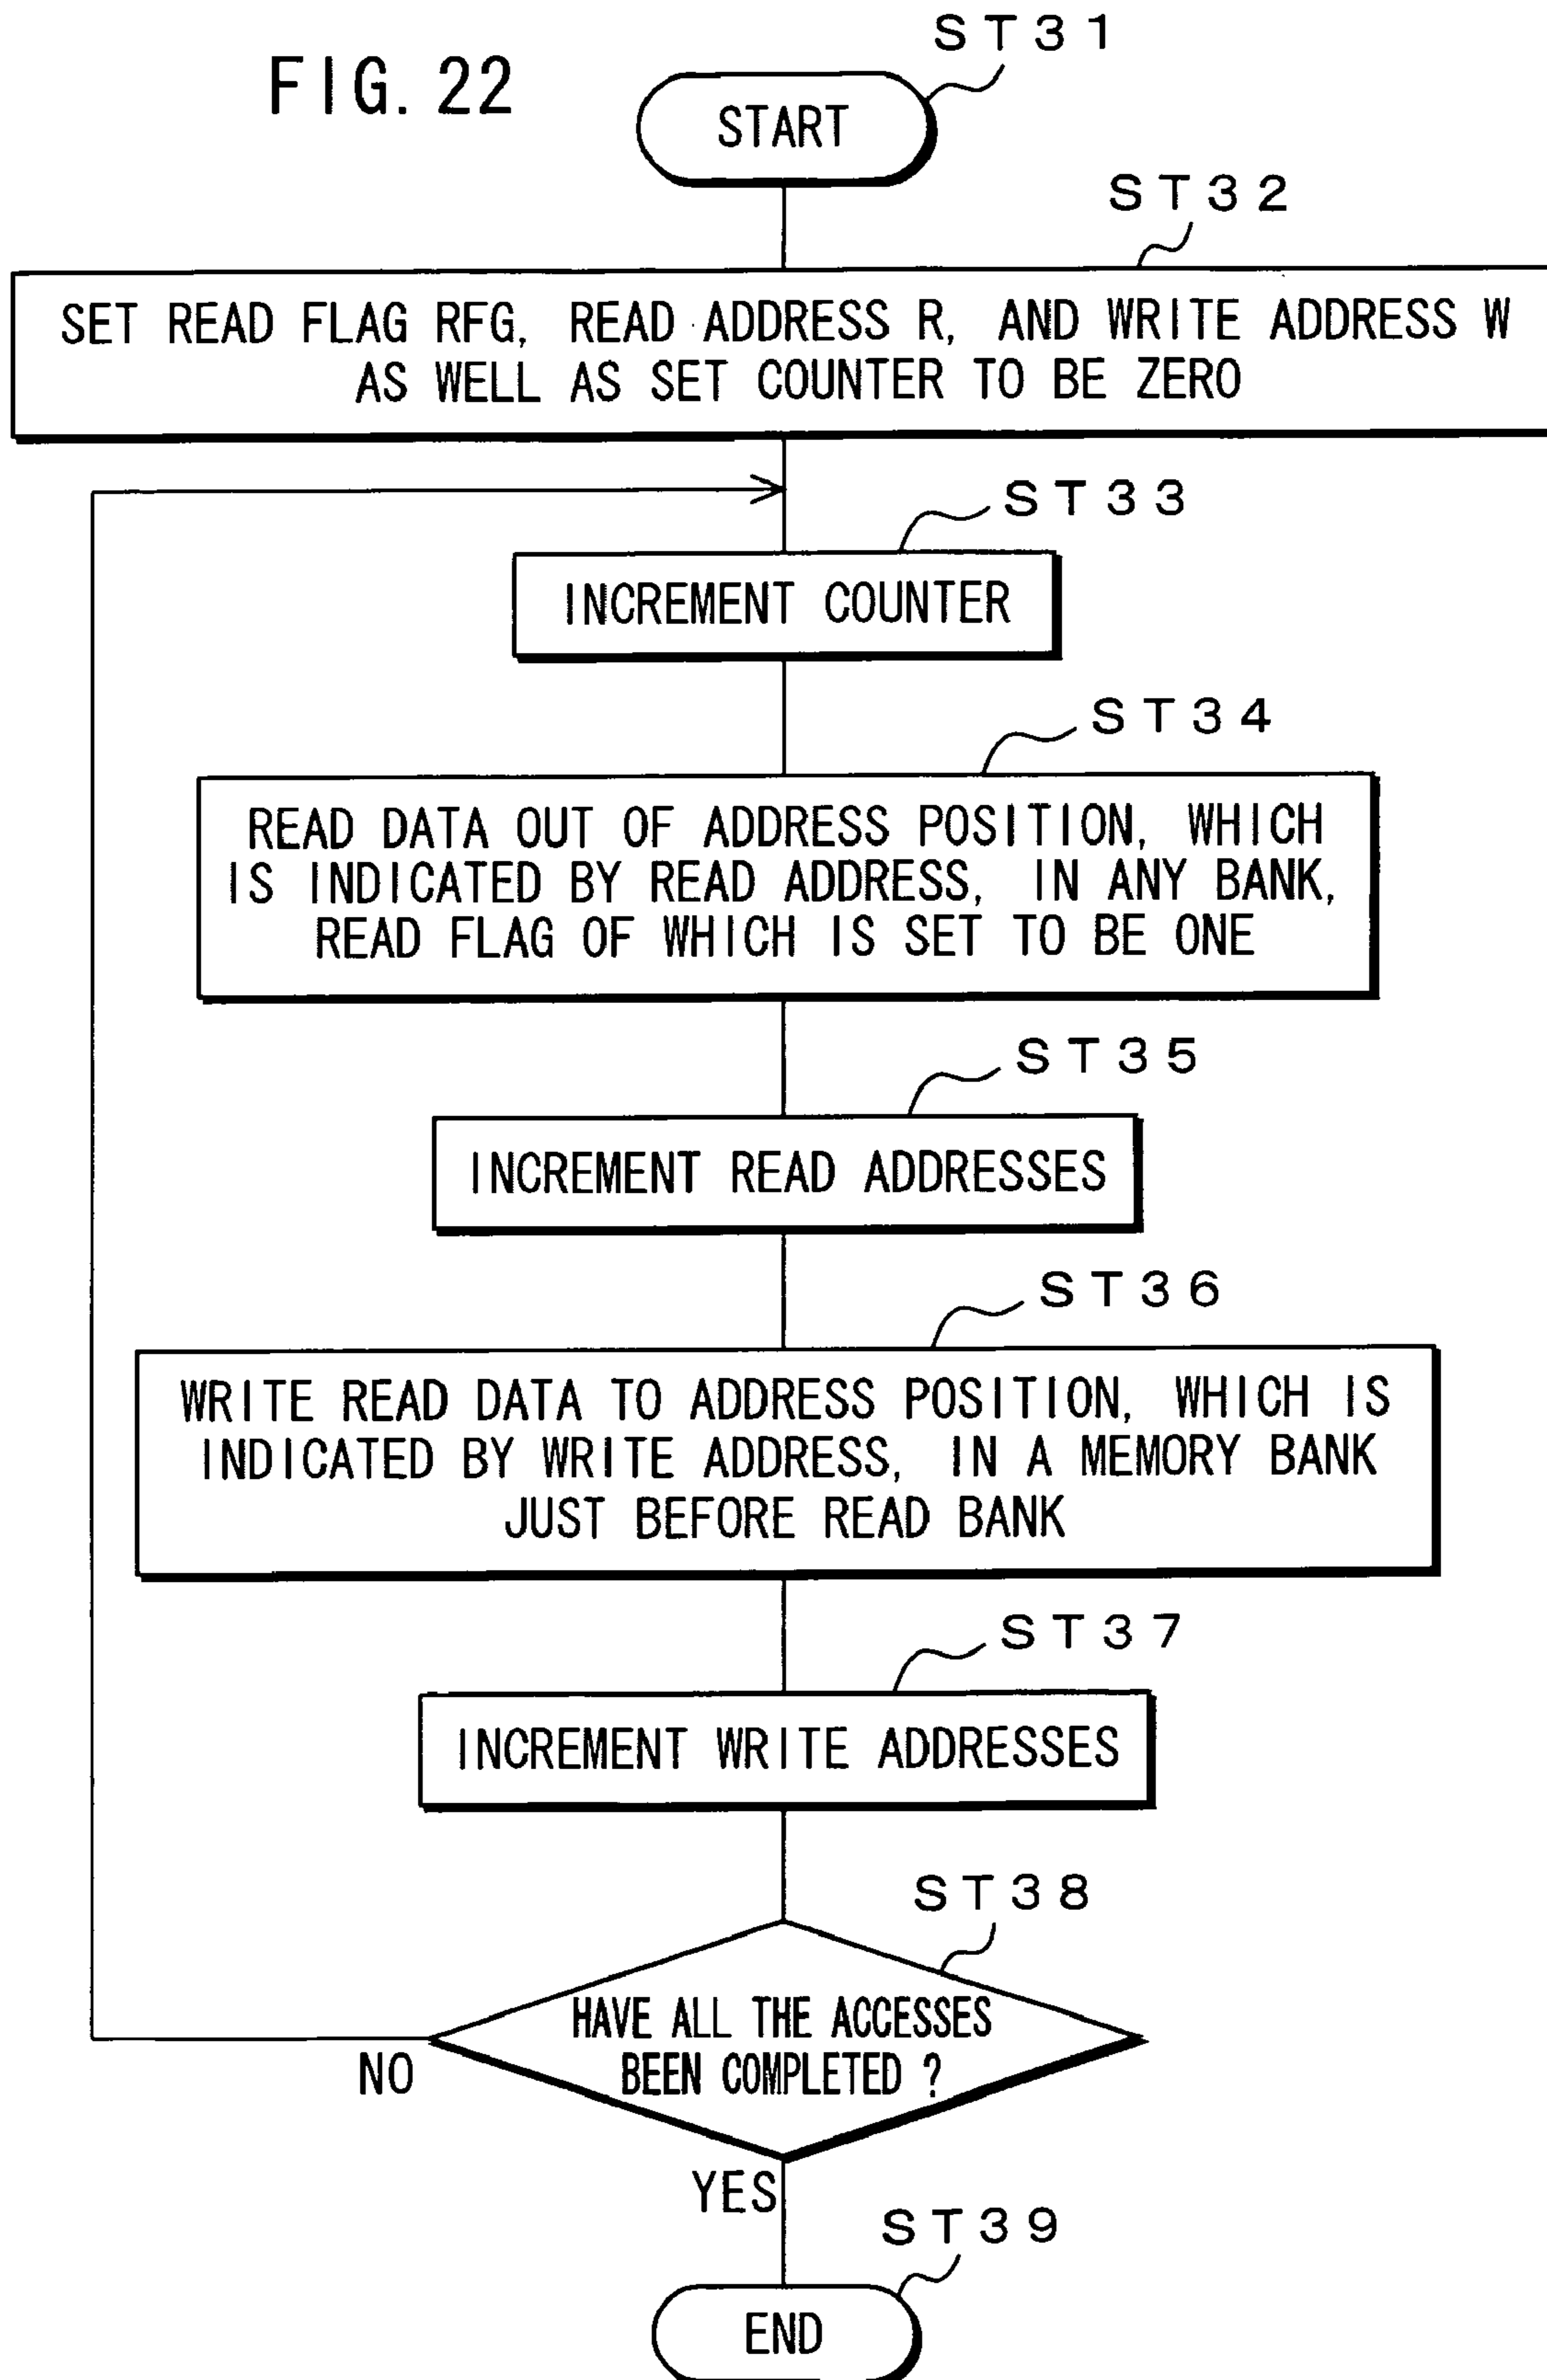 FIG. 22
ST31
START
ST32
SET READ FLAG RFG, READ ADDRESS R, AND WRITE ADDRESS W
AS WELL AS SET COUNTER TO BE ZERO
ST33
INCREMENT COUNTER
ST34
READ DATA OUT OF ADDRESS POSITION, WHICH
IS INDICATED BY READ ADDRESS, IN ANY BANK,
READ FLAG OF WHICH IS SET TO BE ONE
ST35
INCREMENT READ ADDRESSES
ST36
WRITE READ DATA TO ADDRESS POSITION, WHICH IS
INDICATED BY WRITE ADDRESS, IN A MEMORY BANK
JUST BEFORE READ BANK
ST37
INCREMENT WRITE ADDRESSES
ST38
HAVE ALL THE ACCESSES
BEEN COMPLETED ?
NO
YES
ST39
END